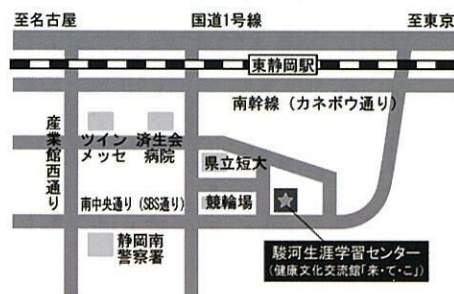 至名古屋
国道1号線
至東京
東静岡駅
南幹線（カネボウ通り）
産業館西通り
ツイン
メッセ
済生会
病院
県立短大
南中央通り（SBS通り）
競輪場
静岡南
警察署
駿河生涯学習センター
（健康文化交流館「来・て・こ」）